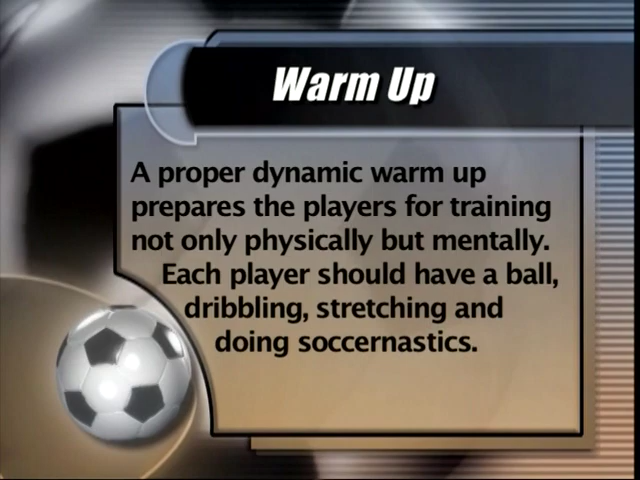 Warm Up
A proper dynamic warm up
prepares the players for training
not only physically but mentally.
Each player should have a ball,
dribbling, stretching and
doing soccernastics.